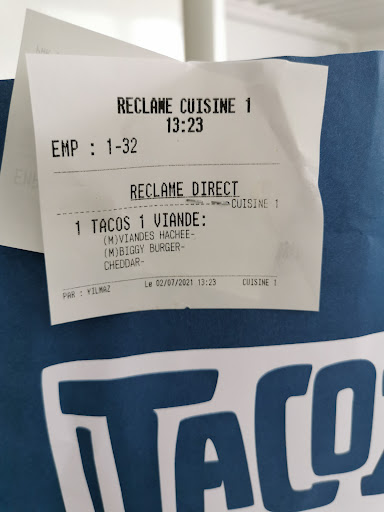 RECLAME CUISINE 1
13:23
EMP : 1-32
RECLAME DIRECT
CUISINE 1
1 TACOS 1 VIANDE:
(M)VIANDES HACHEE-
(M)BIGGY BURGER-
CHEDDAR-
PAR : YILMAZ Le 02/07/2021 13:23 CUISINE 1
TACOS